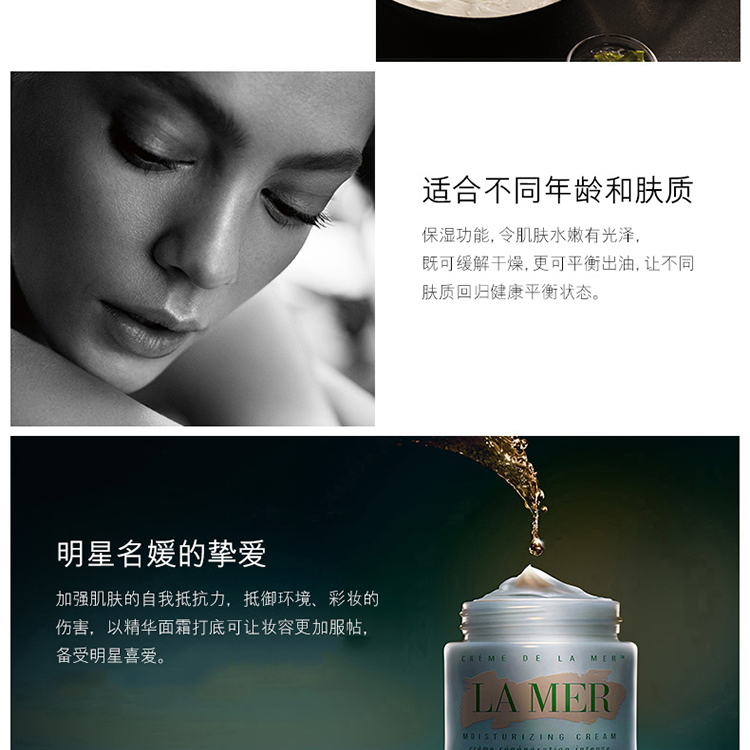 适合不同年龄和肤质
保湿功能,令肌肤水嫩有光泽,
既可缓解干燥,更可平衡出油,让不同
肤质回归健康平衡状态。
明星名媛的挚爱
加强肌肤的自我抵抗力,抵御环境、彩妆的
伤害,以精华面霜打底可让妆容更加服帖,
备受明星喜爱。
CRÈME DE LA MER™
LA MER
MOISTURIZING CREAM
crème régénération intense